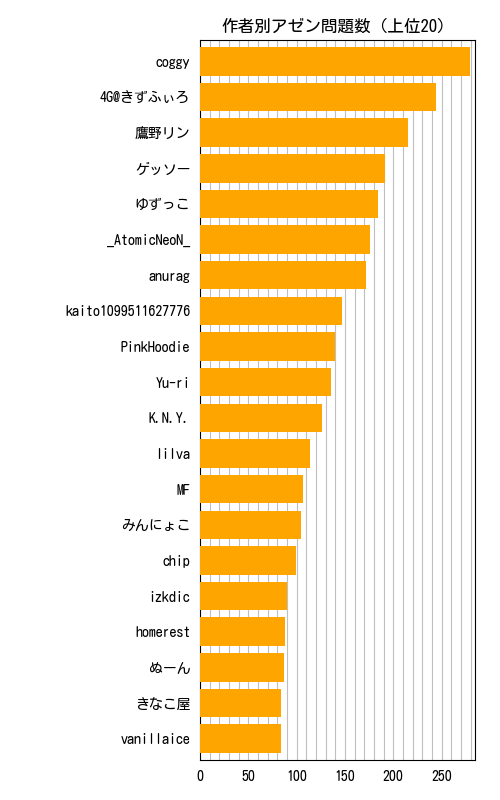 作者別アゼン問題数 (上位20)
coggy
4G@きずふぃろ
鷹野リン
ゲッソー
ゆずっこ
_AtomicNeoN_
anurag
kaito1099511627776
PinkHoodie
Yu-ri
K.N.Y.
lilva
MF
みんにょこ
chip
izkdic
homerest
ぬーん
きなこ屋
vanillaice
0 50 100 150 200 250